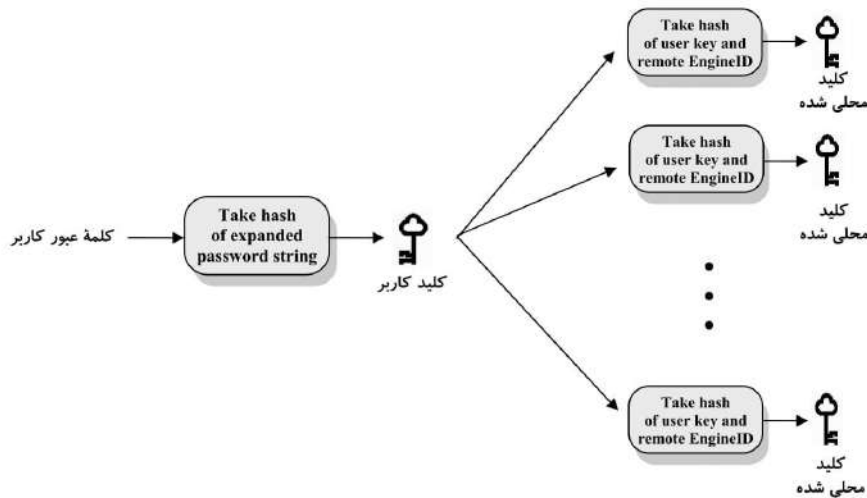 Take hash
of user key and
remote EngineID
کلید
محلی شده
Take hash
of user key and
remote EngineID
کلید
محلی شده
کلمهٔ عبور کاربر
Take hash
of expanded
password string
کلید کاربر
Take hash
of user key and
remote EngineID
کلید
محلی شده